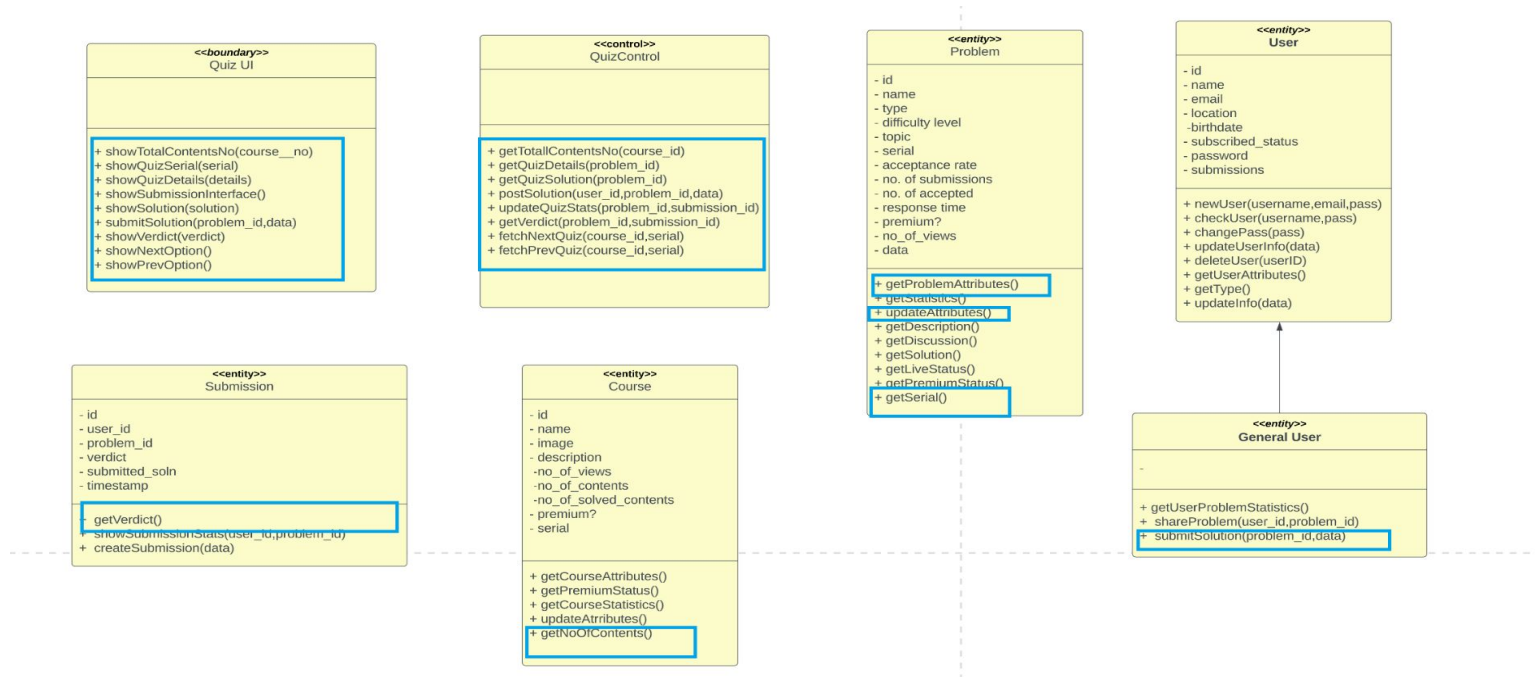 <<boundary>>
Quiz UI
+ showTotalContentsNo(course__no)
+ showQuizSerial(serial)
+ showQuizDetails(details)
+ showSubmissionInterface()
+ showSolution(solution)
+ submitSolution(problem_id,data)
+ showVerdict(verdict)
+ showNextOption()
+ showPrevOption()
<<control>>
QuizControl
+ getTotallContentsNo(course_id)
+ getQuizDetails(problem_id)
+ getQuizSolution(problem_id)
+ postSolution(user_id,problem_id,data)
+ updateQuizStats(problem_id,submission_id)
+ getVerdict(problem_id,submission_id)
+ fetchNextQuiz(course_id,serial)
+ fetchPrevQuiz(course_id,serial)
<<entity>>
Problem
- id
- name
- type
- difficulty level
- topic
- serial
- acceptance rate
- no. of submissions
- no. of accepted
- response time
- premium?
- no_of_views
- data
+ getProblemAttributes()
+ getStatistics()
+ updateAttributes()
+ getDescription()
+ getDiscussion()
+ getSolution()
+ getLiveStatus()
+ getPremiumStatus()
+ getSerial()
<<entity>>
User
- id
- name
- email
- location
-birthdate
- subscribed_status
- password
- submissions
+ newUser(username,email,pass)
+ checkUser(username,pass)
+ changePass(pass)
+ updateUserInfo(data)
+ deleteUser(userID)
+ getUserAttributes()
+ getType()
+ updateInfo(data)
<<entity>>
Submission
- id
- user_id
- problem_id
- verdict
- submitted_soln
- timestamp
+ getVerdict()
+ showSubmissionStats(user_id,problem_id)
+ createSubmission(data)
<<entity>>
Course
- id
- name
- image
- description
-no_of_views
-no_of_contents
-no_of_solved_contents
- premium?
- serial
+ getCourseAttributes()
+ getPremiumStatus()
+ getCourseStatistics()
+ updateAtrributes()
+ getNoOfContents()
<<entity>>
General User
-
+ getUserProblemStatistics()
+ shareProblem(user_id,problem_id)
+ submitSolution(problem_id,data)